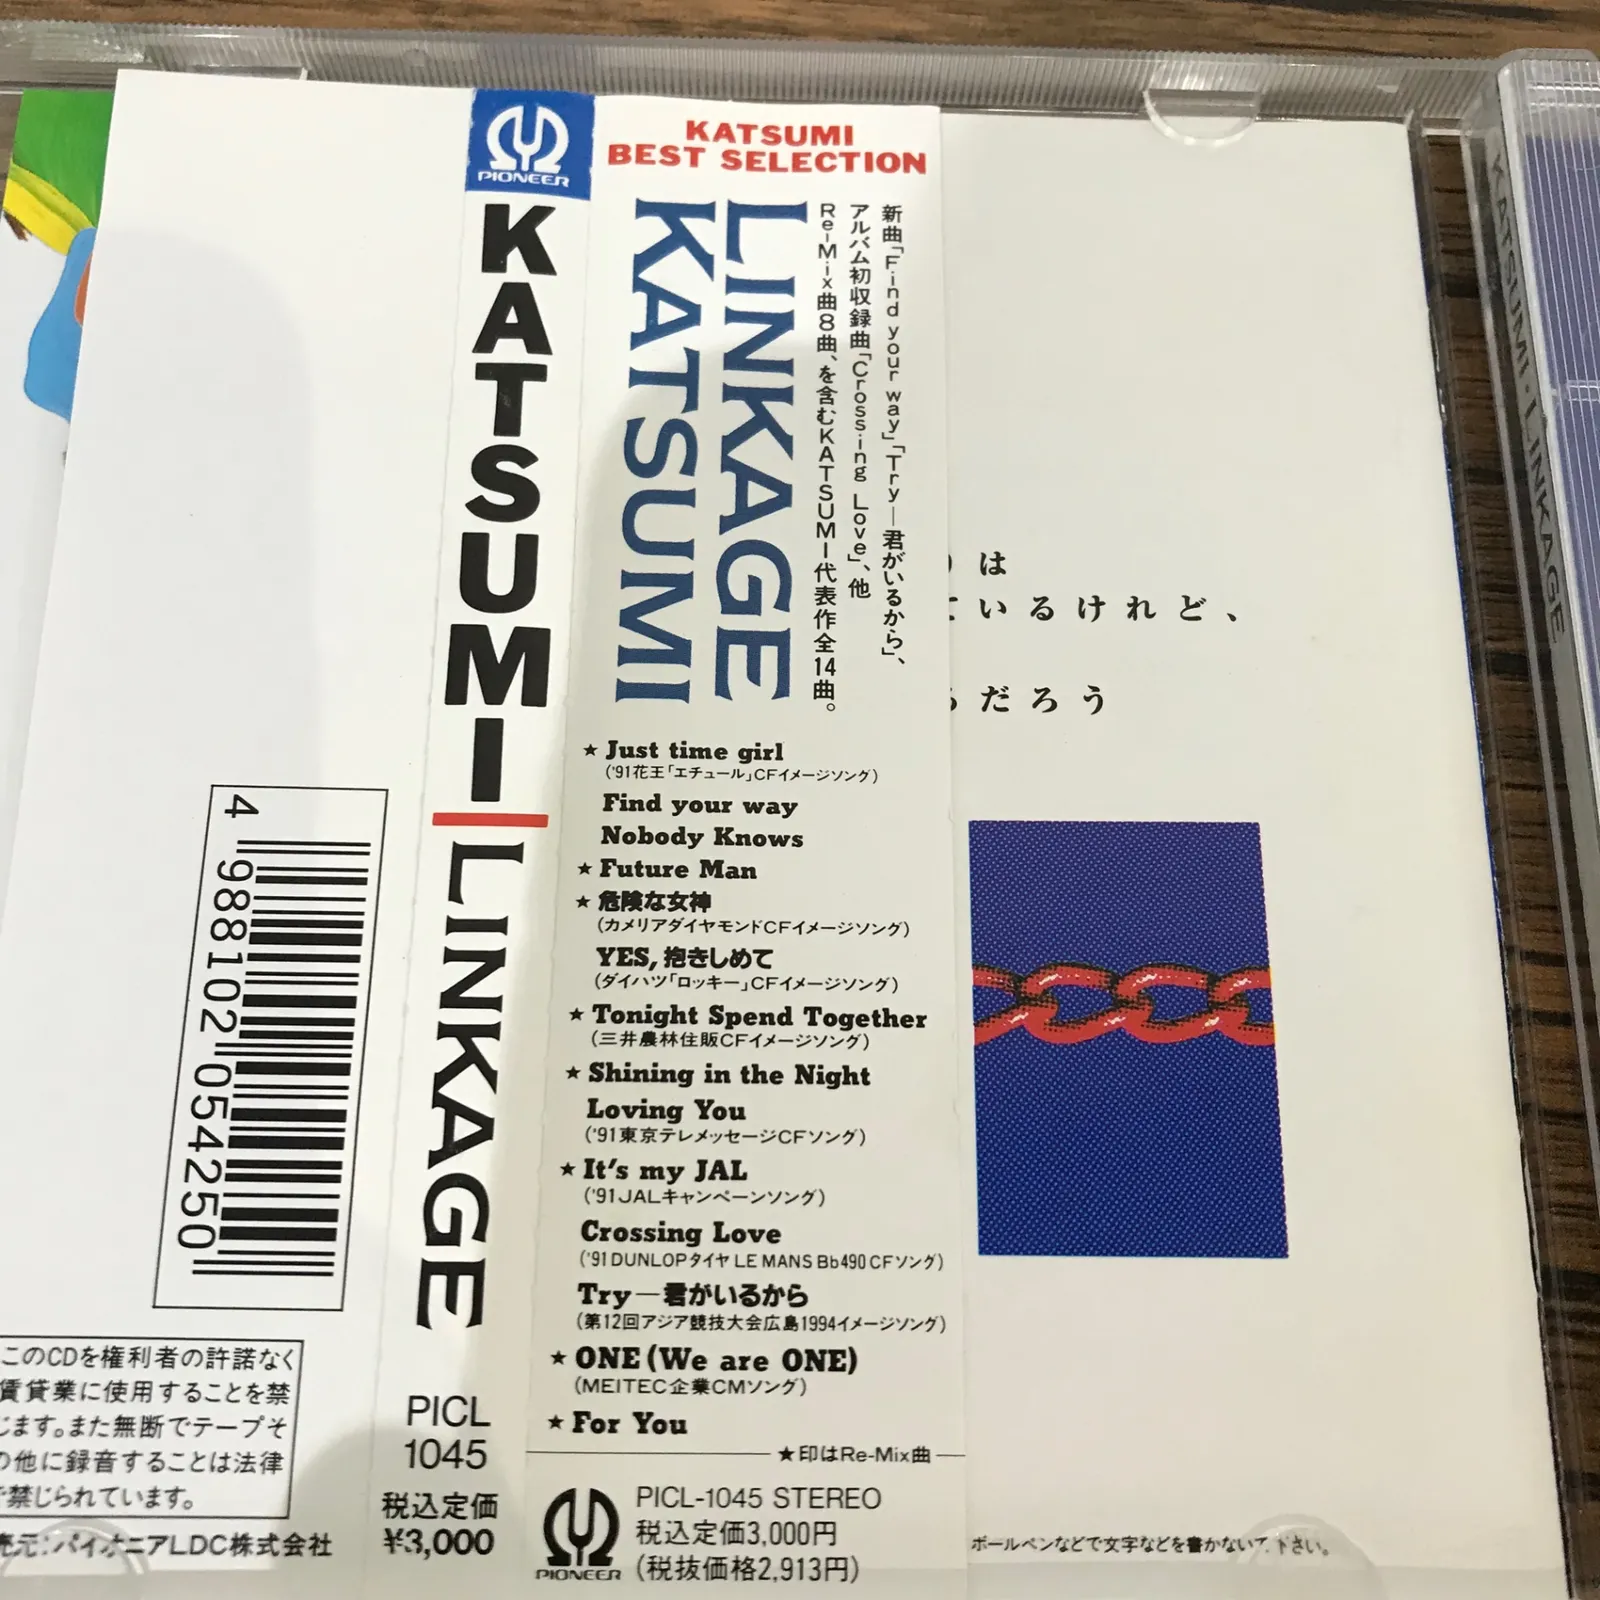 PIONEER
KATSUMI
LINKAGE
PICL
1045
税込定価
¥3,000
4 988102 054250
このCDを権利者の許諾なく
賃貸業に使用することを禁
じます。また無断でテープそ
の他に録音することは法律
で禁じられています。
売元:パイオニアLDC株式会社
KATSUMI
BEST SELECTION
新曲「Find your way」「Try—君がいるから」、
アルバム初収録曲「Crossing Love」、他
Re-Mix曲8曲、を含むKATSUMI代表作全14曲。
LINKAGE
KATSUMI
★ Just time girl
('91花王「エチュール」CFイメージソング)
Find your way
Nobody Knows
★ Future Man
★ 危険な女神
(カメリアダイヤモンドCFイメージソング)
YES, 抱きしめて
(ダイハツ「ロッキー」CFイメージソング)
★ Tonight Spend Together
(三井農林住販CFイメージソング)
★ Shining in the Night
Loving You
('91東京テレメッセージCFソング)
★ It's my JAL
('91JALキャンペーンソング)
Crossing Love
('91DUNLOPタイヤ LE MANS Bb490 CFソング)
Try—君がいるから
(第12回アジア競技大会広島1994イメージソング)
★ ONE (We are ONE)
(MEITEC企業CMソング)
★ For You
★印はRe-Mix曲
PIONEER
PICL-1045 STEREO
税込定価3,000円
(税抜価格2,913円)
は
いるけれど、
だろう
ボールペンなどで文字などを書かないで下さい。
KATSUMI・LINKAGE